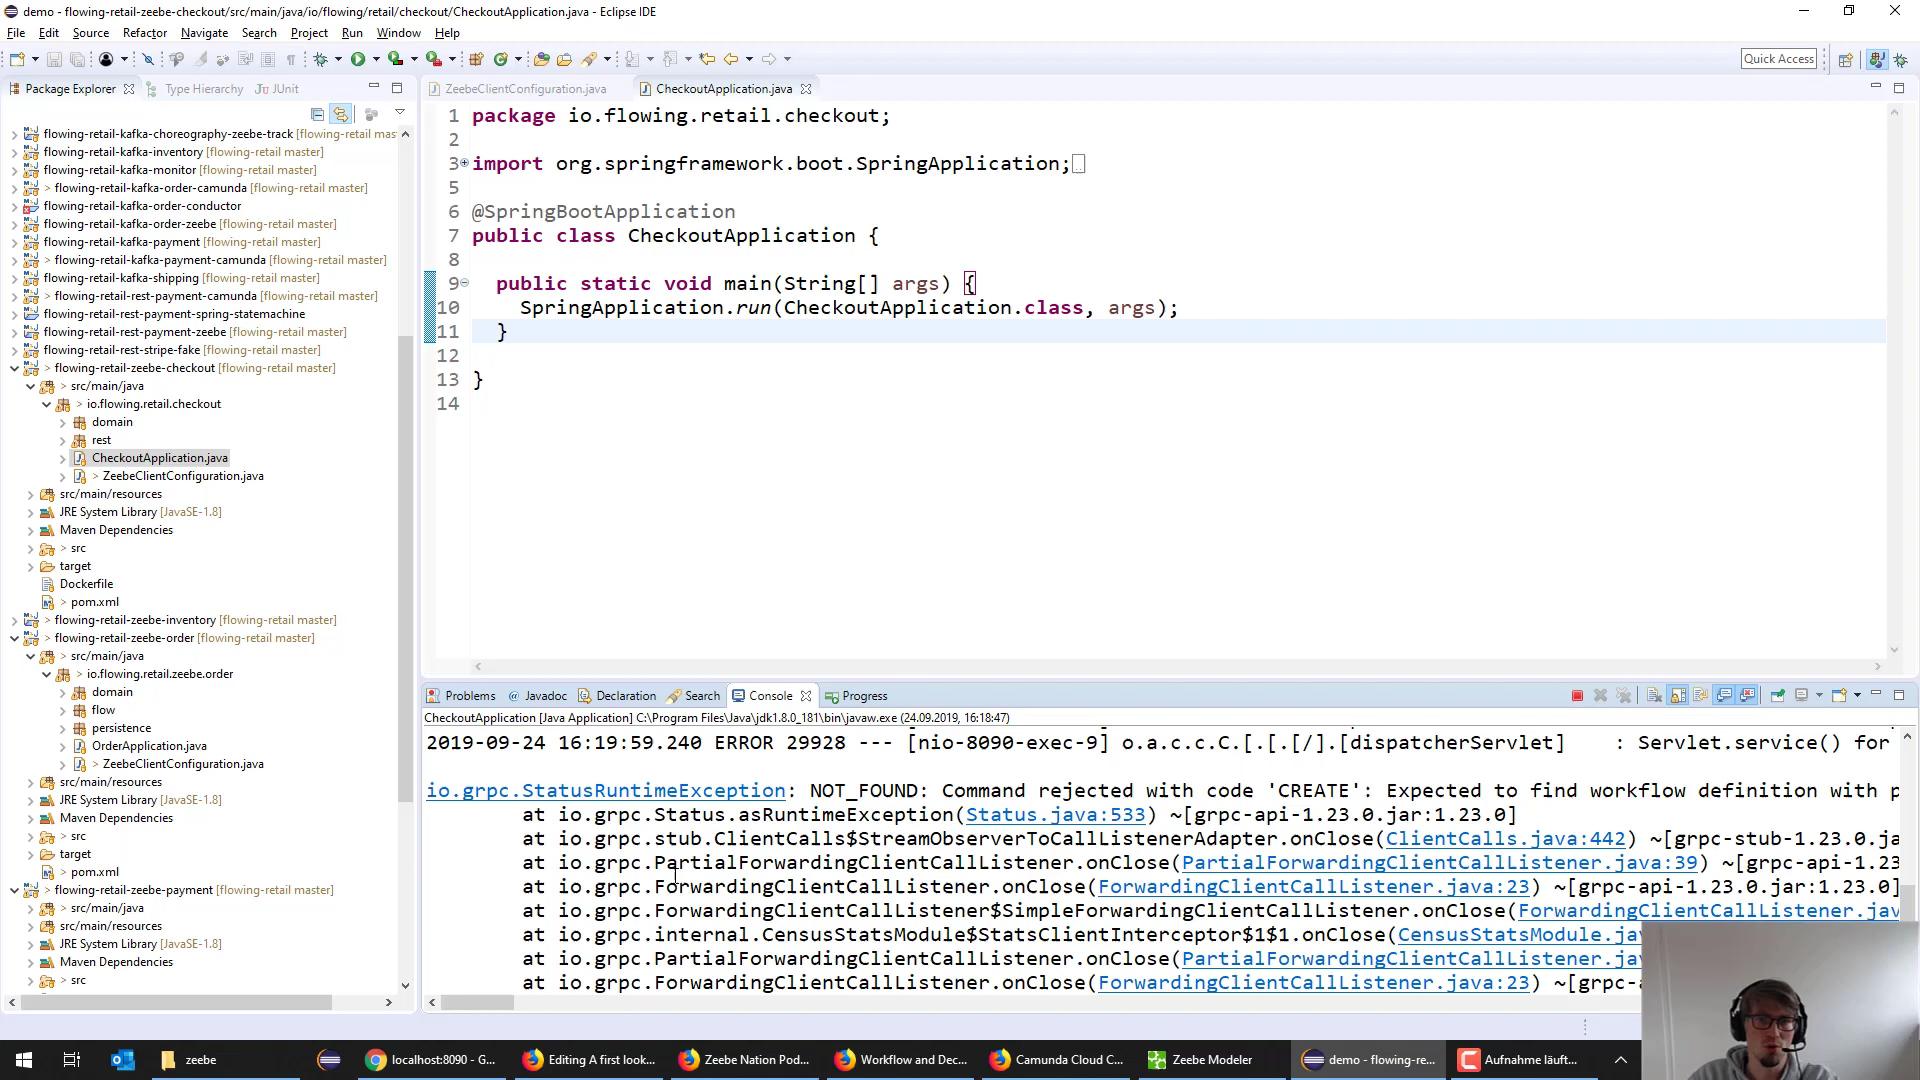 demo - flowing-retail-zeebe-checkout/src/main/java/io/flowing/retail/checkout/CheckoutApplication.java - Eclipse IDE
File Edit Source Refactor Navigate Search Project Run Window Help
Quick Access
Package Explorer Type Hierarchy JUnit
ZeebeClientConfiguration.java CheckoutApplication.java
flowing-retail-kafka-choreography-zeebe-track [flowing-retail mas
flowing-retail-kafka-inventory [flowing-retail master]
flowing-retail-kafka-monitor [flowing-retail master]
> flowing-retail-kafka-order-camunda [flowing-retail master]
flowing-retail-kafka-order-conductor
> flowing-retail-kafka-order-zeebe [flowing-retail master]
flowing-retail-kafka-payment [flowing-retail master]
> flowing-retail-kafka-payment-camunda [flowing-retail master]
flowing-retail-kafka-shipping [flowing-retail master]
> flowing-retail-rest-payment-camunda [flowing-retail master]
flowing-retail-rest-payment-spring-statemachine
flowing-retail-rest-payment-zeebe [flowing-retail master]
flowing-retail-rest-stripe-fake [flowing-retail master]
> flowing-retail-zeebe-checkout [flowing-retail master]
> src/main/java
> io.flowing.retail.checkout
domain
rest
CheckoutApplication.java
> ZeebeClientConfiguration.java
src/main/resources
JRE System Library [JavaSE-1.8]
Maven Dependencies
> src
target
Dockerfile
> pom.xml
> flowing-retail-zeebe-inventory [flowing-retail master]
> flowing-retail-zeebe-order [flowing-retail master]
> src/main/java
> io.flowing.retail.zeebe.order
domain
flow
persistence
OrderApplication.java
> ZeebeClientConfiguration.java
src/main/resources
JRE System Library [JavaSE-1.8]
Maven Dependencies
> src
target
> pom.xml
> flowing-retail-zeebe-payment [flowing-retail master]
> src/main/java
src/main/resources
JRE System Library [JavaSE-1.8]
Maven Dependencies
> src
1 package io.flowing.retail.checkout;
2
3 import org.springframework.boot.SpringApplication;
5
6 @SpringBootApplication
7 public class CheckoutApplication {
8
9 public static void main(String[] args) {
10 SpringApplication.run(CheckoutApplication.class, args);
11 }
12
13 }
14
Problems Javadoc Declaration Search Console Progress
CheckoutApplication [Java Application] C:\Program Files\Java\jdk1.8.0_181\bin\javaw.exe (24.09.2019, 16:18:47)
2019-09-24 16:19:59.240 ERROR 29928 --- [nio-8090-exec-9] o.a.c.c.C.[.[.[/].[dispatcherServlet] : Servlet.service() for
io.grpc.StatusRuntimeException: NOT_FOUND: Command rejected with code 'CREATE': Expected to find workflow definition with p
at io.grpc.Status.asRuntimeException(Status.java:533) ~[grpc-api-1.23.0.jar:1.23.0]
at io.grpc.stub.ClientCalls$StreamObserverToCallListenerAdapter.onClose(ClientCalls.java:442) ~[grpc-stub-1.23.0.ja
at io.grpc.PartialForwardingClientCallListener.onClose(PartialForwardingClientCallListener.java:39) ~[grpc-api-1.23
at io.grpc.ForwardingClientCallListener.onClose(ForwardingClientCallListener.java:23) ~[grpc-api-1.23.0.jar:1.23.0]
at io.grpc.ForwardingClientCallListener$SimpleForwardingClientCallListener.onClose(ForwardingClientCallListener.jav
at io.grpc.internal.CensusStatsModule$StatsClientInterceptor$1$1.onClose(CensusStatsModule.jav
at io.grpc.PartialForwardingClientCallListener.onClose(PartialForwardingClientCallListener.jav
at io.grpc.ForwardingClientCallListener.onClose(ForwardingClientCallListener.java:23) ~[grpc-a
zeebe localhost:8090 - G... Editing A first look... Zeebe Nation Pod... Workflow and Dec... Camunda Cloud C... Zeebe Modeler demo - flowing-re... Aufnahme läuft...